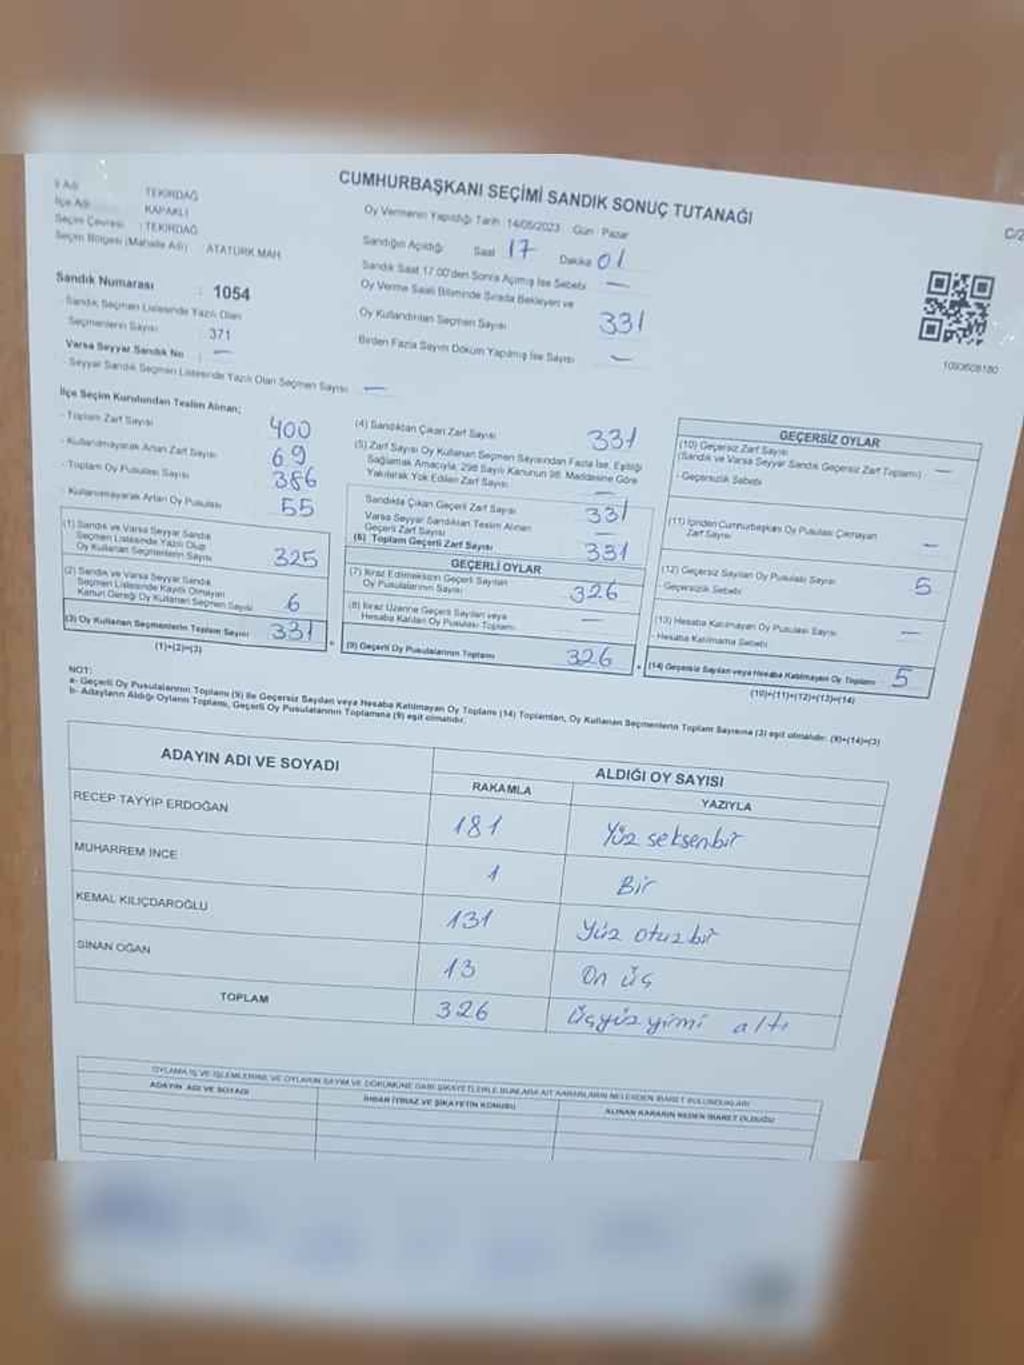 CUMHURBAŞKANI SEÇİMİ SANDIK SONUÇ TUTANAĞI
C/2
İl Adı TEKİRDAĞ
İlçe Adı KAPAKLI
Seçim Çevresi : TEKİRDAĞ
Seçim Bölgesi (Mahalle Adı) ATATÜRK MAH
Oy Vermenin Yapıldığı Tarih : 14/05/2023 Gün : Pazar
Sandığın Açıldığı Saat 17 Dakika 01
Sandık Saat 17.00'den Sonra Açılmış İse Sebebi —
Oy Verme Saati Bitiminde Sırada Bekleyen ve
Oy Kullandırılan Seçmen Sayısı 331
Birden Fazla Sayım Döküm Yapılmış İse Sayısı —
1090608180
Sandık Numarası : 1054
Sandık Seçmen Listesinde Yazılı Olan
Seçmenlerin Sayısı 371
Varsa Seyyar Sandık No : —
- Seyyar Sandık Seçmen Listesinde Yazılı Olan Seçmen Sayısı —
İlçe Seçim Kurulundan Teslim Alınan;
- Toplam Zarf Sayısı 400
- Kullanılmayarak Artan Zarf Sayısı 69
- Toplam Oy Pusulası Sayısı 386
- Kullanılmayarak Artan Oy Pusulası 55
(1) Sandık ve Varsa Seyyar Sandık
Seçmen Listesinde Yazılı Olup
Oy Kullanan Seçmenlerin Sayısı 325
(2) Sandık ve Varsa Seyyar Sandık
Seçmen Listesinde Kayıtlı Olmayan
Kanun Gereği Oy Kullanan Seçmen Sayısı 6
(3) Oy Kullanan Seçmenlerin Toplam Sayısı 331
(1)+(2)=(3)
(4) Sandıktan Çıkan Zarf Sayısı 331
(5) Zarf Sayısı Oy Kullanan Seçmen Sayısından Fazla İse, Eşitliği
Sağlamak Amacıyla; 298 Sayılı Kanunun 98. Maddesine Göre
Yakılarak Yok Edilen Zarf Sayısı —
Sandıkta Çıkan Geçerli Zarf Sayısı 331
Varsa Seyyar Sandıktan Teslim Alınan
Geçerli Zarf Sayısı —
(6) Toplam Geçerli Zarf Sayısı 331
GEÇERLİ OYLAR
(7) İtiraz Edilmeksizin Geçerli Sayılan
Oy Pusulalarının Sayısı 326
(8) İtiraz Üzerine Geçerli Sayılan veya
Hesaba Katılan Oy Pusulası Toplamı —
(9) Geçerli Oy Pusulalarının Toplamı 326
GEÇERSİZ OYLAR
(10) Geçersiz Zarf Sayısı —
(Sandık ve Varsa Seyyar Sandık Geçersiz Zarf Toplamı)
- Geçersizlik Sebebi
(11) İçinden Cumhurbaşkanı Oy Pusulası Çıkmayan
Zarf Sayısı —
(12) Geçersiz Sayılan Oy Pusulası Sayısı 5
- Geçersizlik Sebebi
(13) Hesaba Katılmayan Oy Pusulası Sayısı —
- Hesaba Katılmama Sebebi
(14) Geçersiz Sayılan veya Hesaba Katılmayan Oy Toplamı 5
(10)+(11)+(12)+(13)=(14)
NOT:
a- Geçerli Oy Pusulalarının Toplamı (9) ile Geçersiz Sayılan veya Hesaba Katılmayan Oy Toplamı (14) Toplamları, Oy Kullanan Seçmenlerin Toplam Sayısına (3) eşit olmalıdır. (9)+(14)=(3)
b- Adayların Aldığı Oyların Toplamı, Geçerli Oy Pusulalarının Toplamına (9) eşit olmalıdır.
ADAYIN ADI VE SOYADI ALDIĞI OY SAYISI
RAKAMLA YAZIYLA
RECEP TAYYİP ERDOĞAN 181 Yüz seksenbir
MUHARREM İNCE 1 Bir
KEMAL KILIÇDAROĞLU 131 Yüz otuzbir
SİNAN OĞAN 13 On üç
TOPLAM 326 Üçyüzyirmi altı
OYLAMA İŞ VE İŞLEMLERİNE VE OYLARIN SAYIM VE DÖKÜMÜNE DAİR ŞİKAYETLERLE BUNLARA AİT KARARLARIN NELERDEN İBARET BULUNDUKLARI
ADAYIN ADI VE SOYADI
İTİRAZ VE ŞİKAYETİN KONUSU
ALINAN KARARIN NEDEN İBARET OLDUĞU